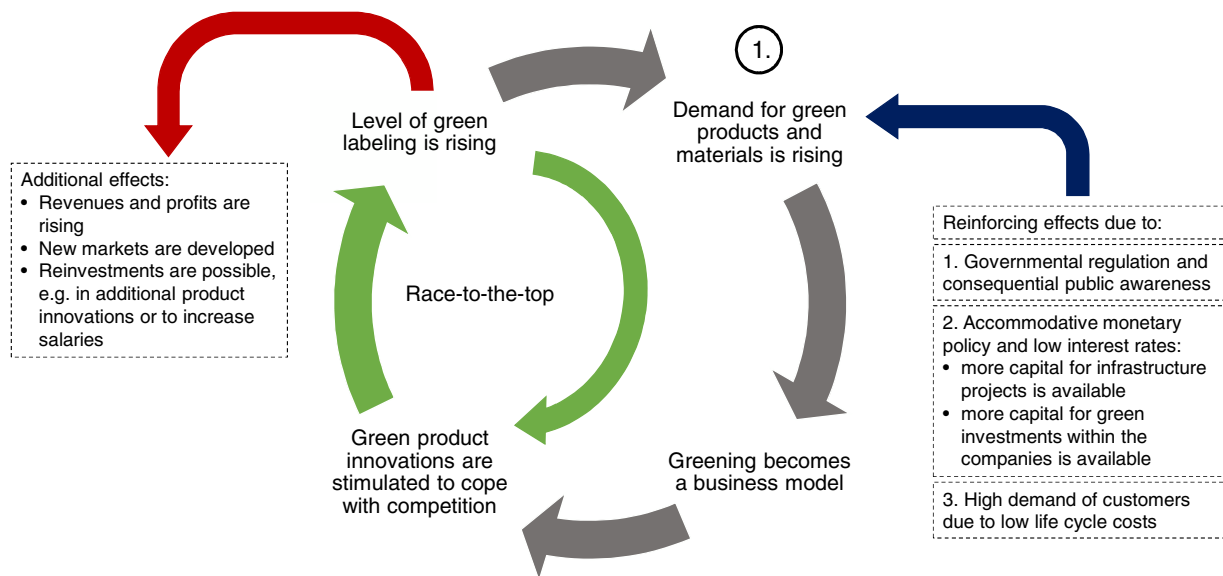 1.
Level of green
labeling is rising
Demand for green
products and
materials is rising
Additional effects:
• Revenues and profits are
rising
• New markets are developed
• Reinvestments are possible,
e.g. in additional product
innovations or to increase
salaries
Race-to-the-top
Reinforcing effects due to:
1. Governmental regulation and
consequential public awareness
2. Accommodative monetary
policy and low interest rates:
• more capital for infrastructure
projects is available
• more capital for green
investments within the
companies is available
3. High demand of customers
due to low life cycle costs
Green product
innovations are
stimulated to cope
with competition
Greening becomes
a business model